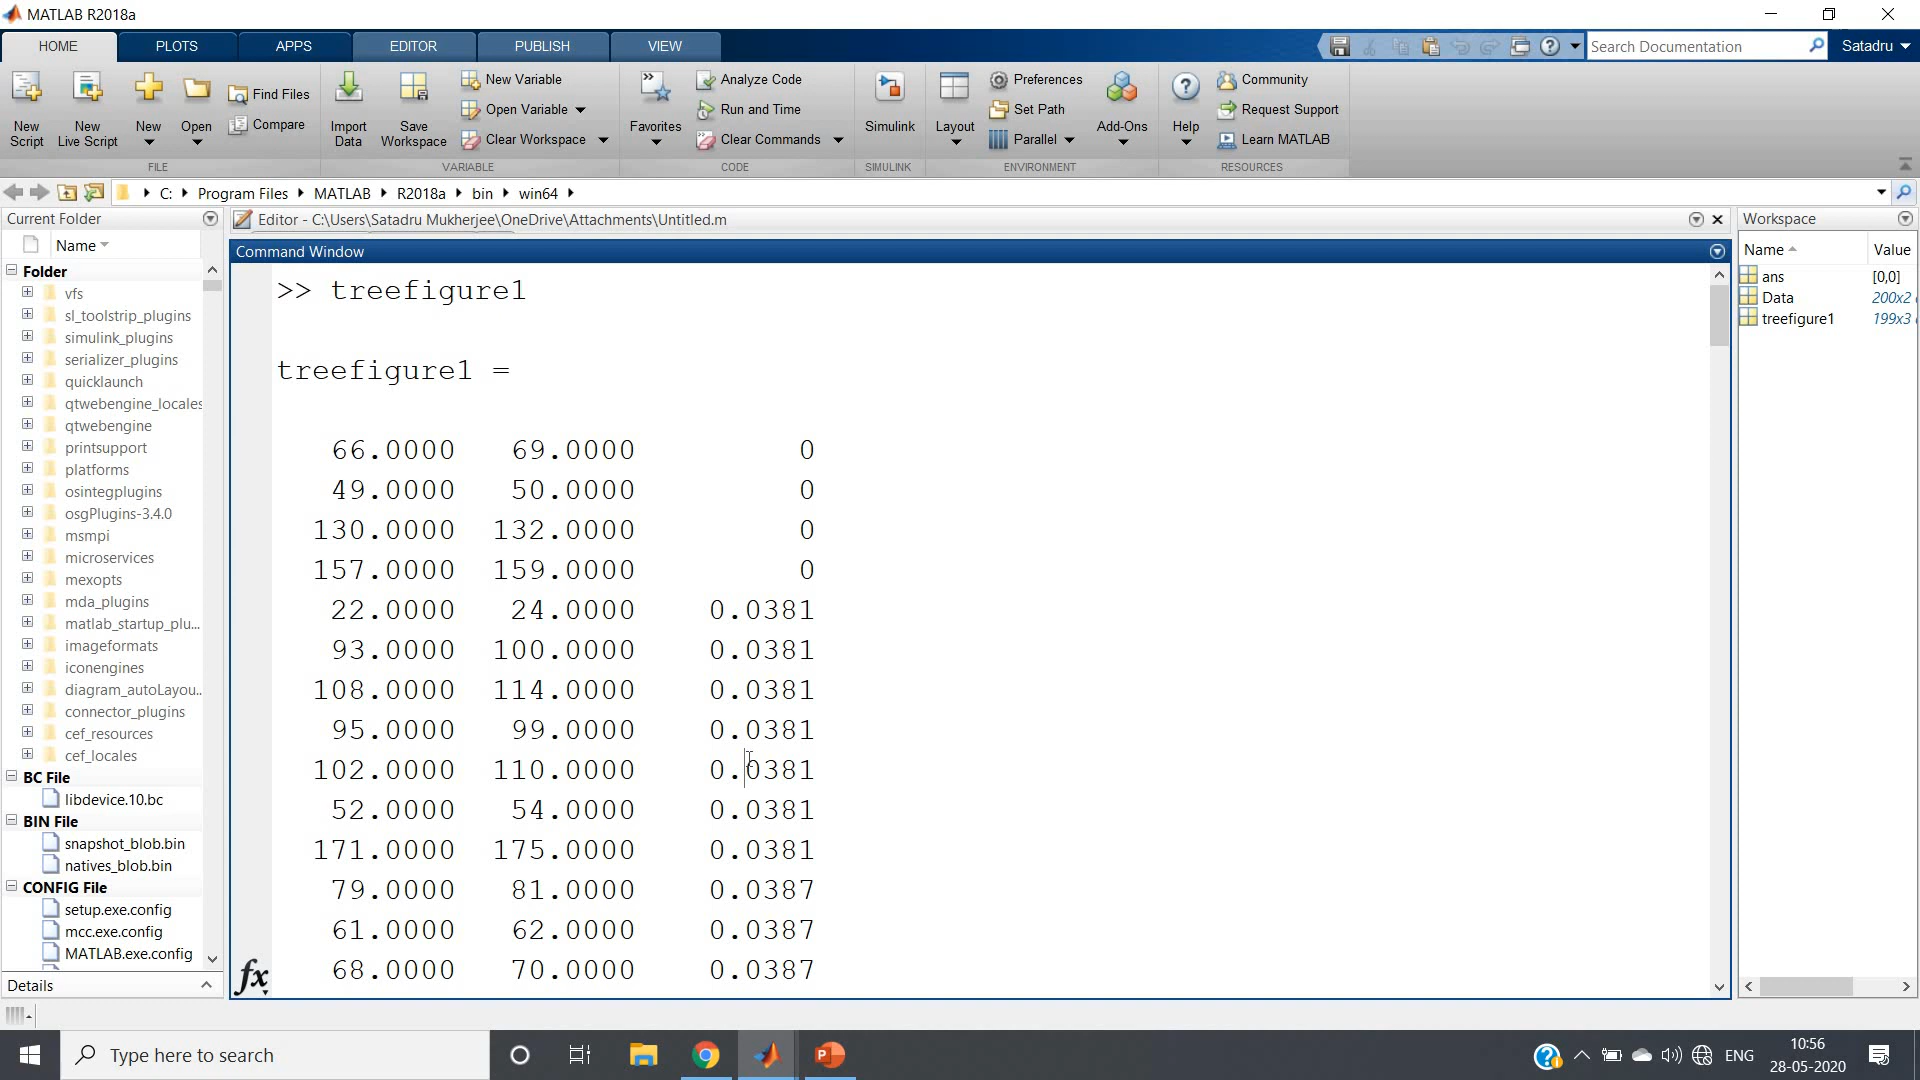 MATLAB R2018a
HOME PLOTS APPS EDITOR PUBLISH VIEW
Search Documentation
Satadru
New Script
New Live Script
New
Open
Find Files
Compare
FILE
Import Data
Save Workspace
New Variable
Open Variable
Clear Workspace
VARIABLE
Favorites
Analyze Code
Run and Time
Clear Commands
CODE
Simulink
SIMULINK
Layout
Preferences
Set Path
Parallel
Add-Ons
ENVIRONMENT
Help
Community
Request Support
Learn MATLAB
RESOURCES
C: Program Files MATLAB R2018a bin win64
Current Folder
Name
Folder
vfs
sl_toolstrip_plugins
simulink_plugins
serializer_plugins
quicklaunch
qtwebengine_locales
qtwebengine
printsupport
platforms
osintegplugins
osgPlugins-3.4.0
msmpi
microservices
mexopts
mda_plugins
matlab_startup_plu...
imageformats
iconengines
diagram_autoLayou...
connector_plugins
cef_resources
cef_locales
BC File
libdevice.10.bc
BIN File
snapshot_blob.bin
natives_blob.bin
CONFIG File
setup.exe.config
mcc.exe.config
MATLAB.exe.config
Details
Editor - C:\Users\Satadru Mukherjee\OneDrive\Attachments\Untitled.m
Command Window
>> treefigure1
treefigure1 =
66.0000 69.0000 0
49.0000 50.0000 0
130.0000 132.0000 0
157.0000 159.0000 0
22.0000 24.0000 0.0381
93.0000 100.0000 0.0381
108.0000 114.0000 0.0381
95.0000 99.0000 0.0381
102.0000 110.0000 0.0381
52.0000 54.0000 0.0381
171.0000 175.0000 0.0381
79.0000 81.0000 0.0387
61.0000 62.0000 0.0387
68.0000 70.0000 0.0387
fx
Workspace
Name Value
ans [0,0]
Data 200x2
treefigure1 199x3
Type here to search
ENG
10:56
28-05-2020